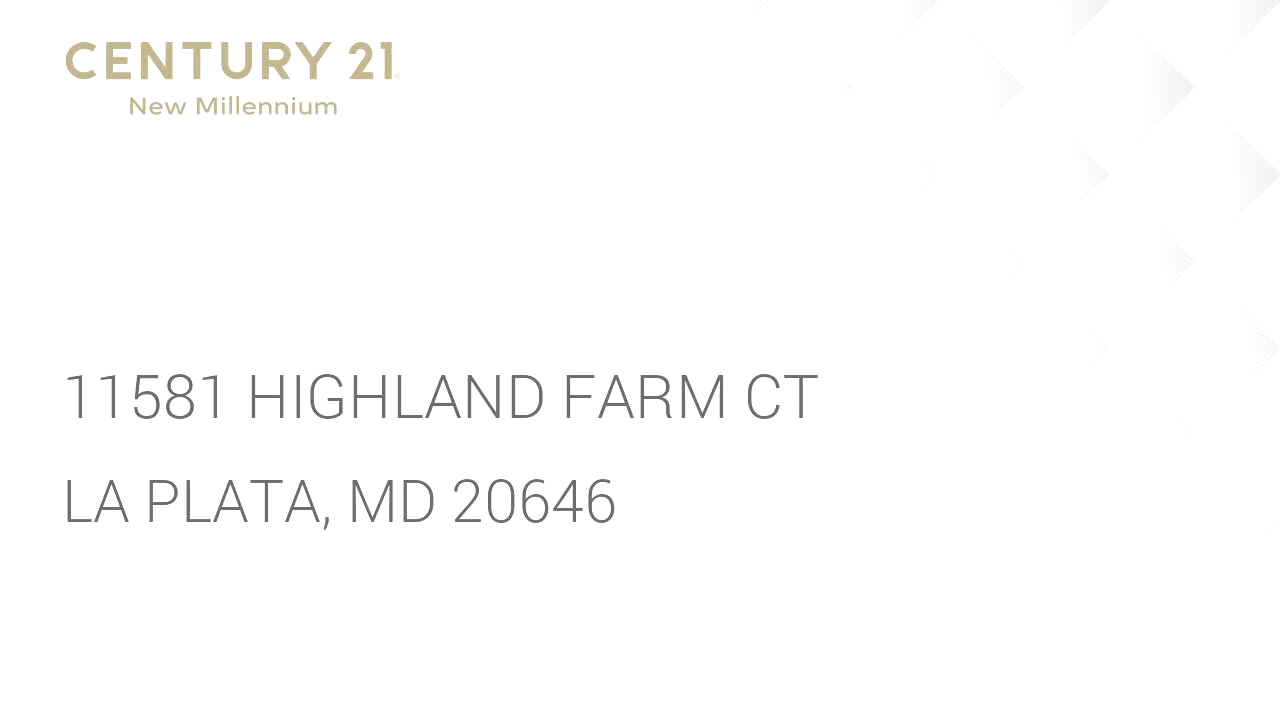 CENTURY 21
New Millennium
11581 HIGHLAND FARM CT
LA PLATA, MD 20646